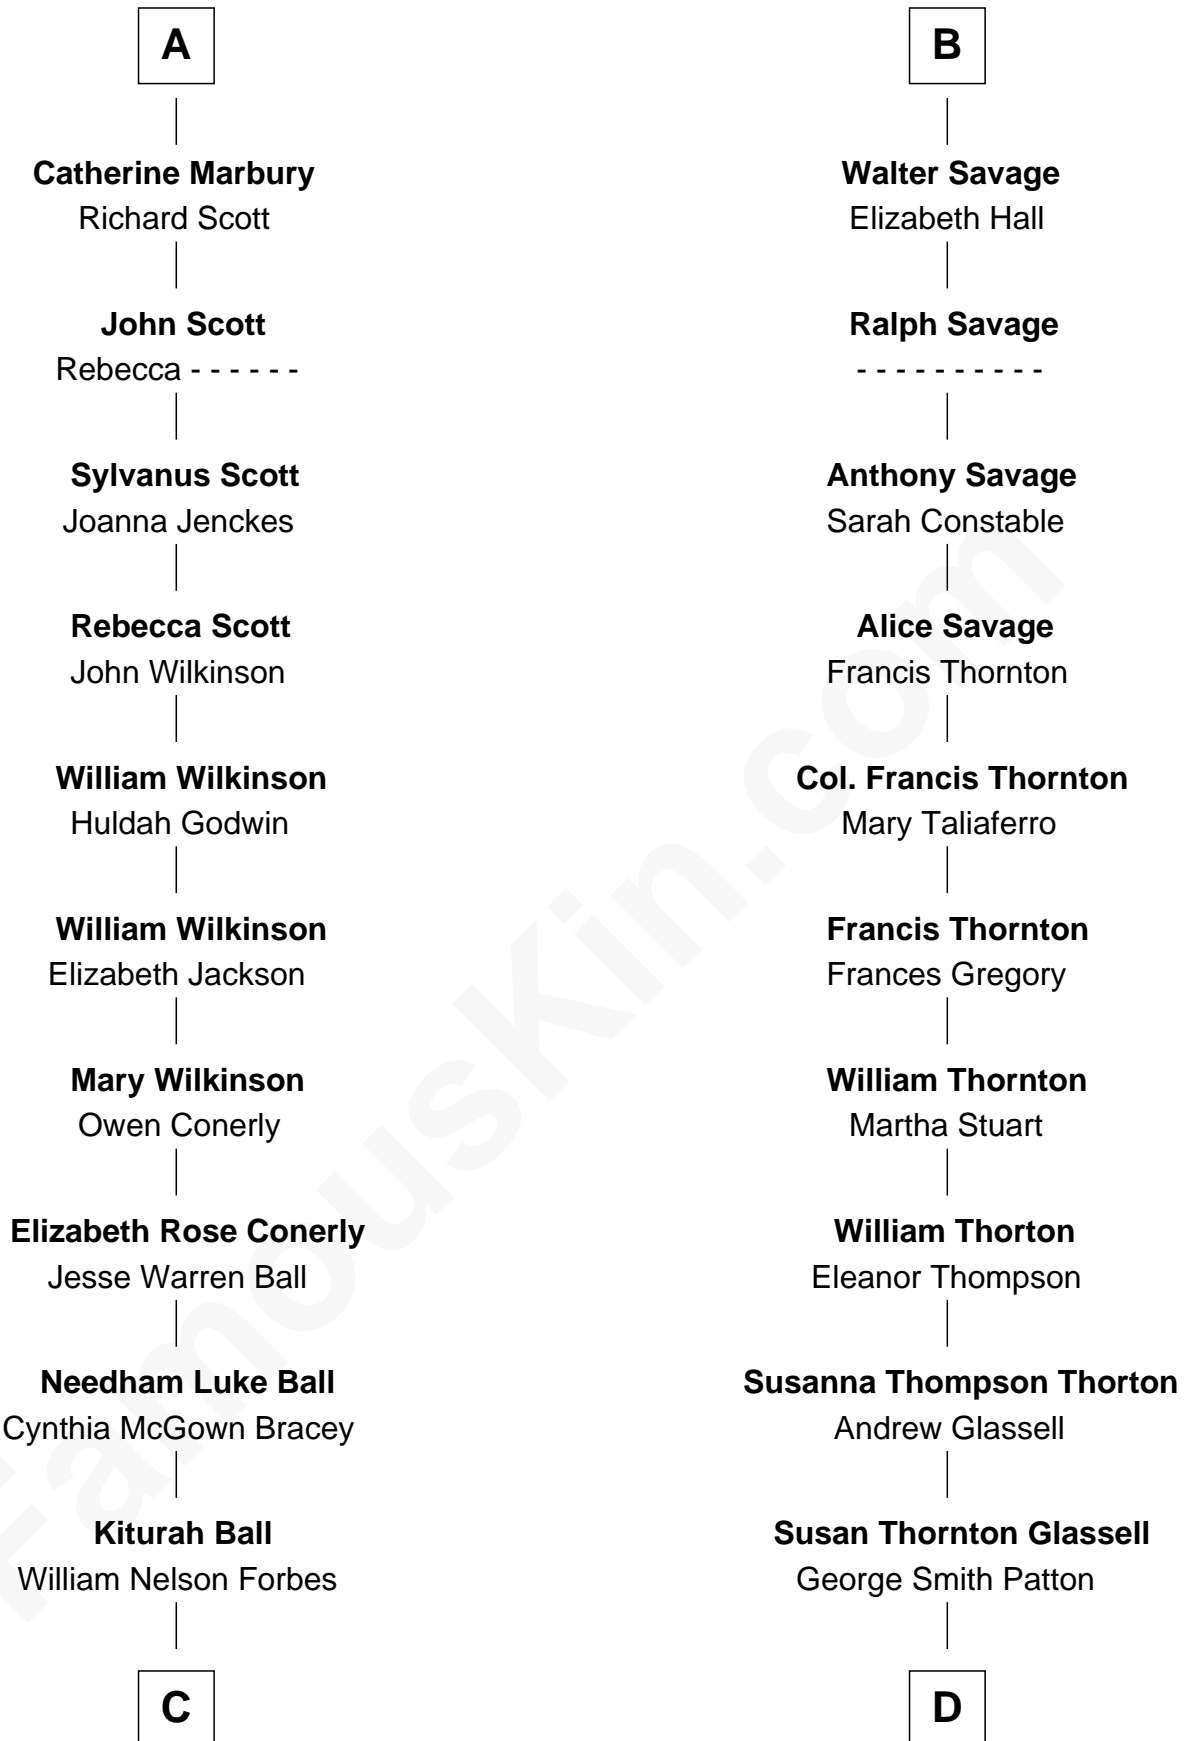 A
Catherine Marbury
Richard Scott
John Scott
Rebecca - - - - - -
Sylvanus Scott
Joanna Jenckes
Rebecca Scott
John Wilkinson
William Wilkinson
Huldah Godwin
William Wilkinson
Elizabeth Jackson
Mary Wilkinson
Owen Conerly
Elizabeth Rose Conerly
Jesse Warren Ball
Needham Luke Ball
Cynthia McGown Bracey
Kiturah Ball
William Nelson Forbes
C
B
Walter Savage
Elizabeth Hall
Ralph Savage
- - - - - - - - - -
Anthony Savage
Sarah Constable
Alice Savage
Francis Thornton
Col. Francis Thornton
Mary Taliaferro
Francis Thornton
Frances Gregory
William Thornton
Martha Stuart
William Thorton
Eleanor Thompson
Susanna Thompson Thorton
Andrew Glassell
Susan Thornton Glassell
George Smith Patton
D
FamousKin.com